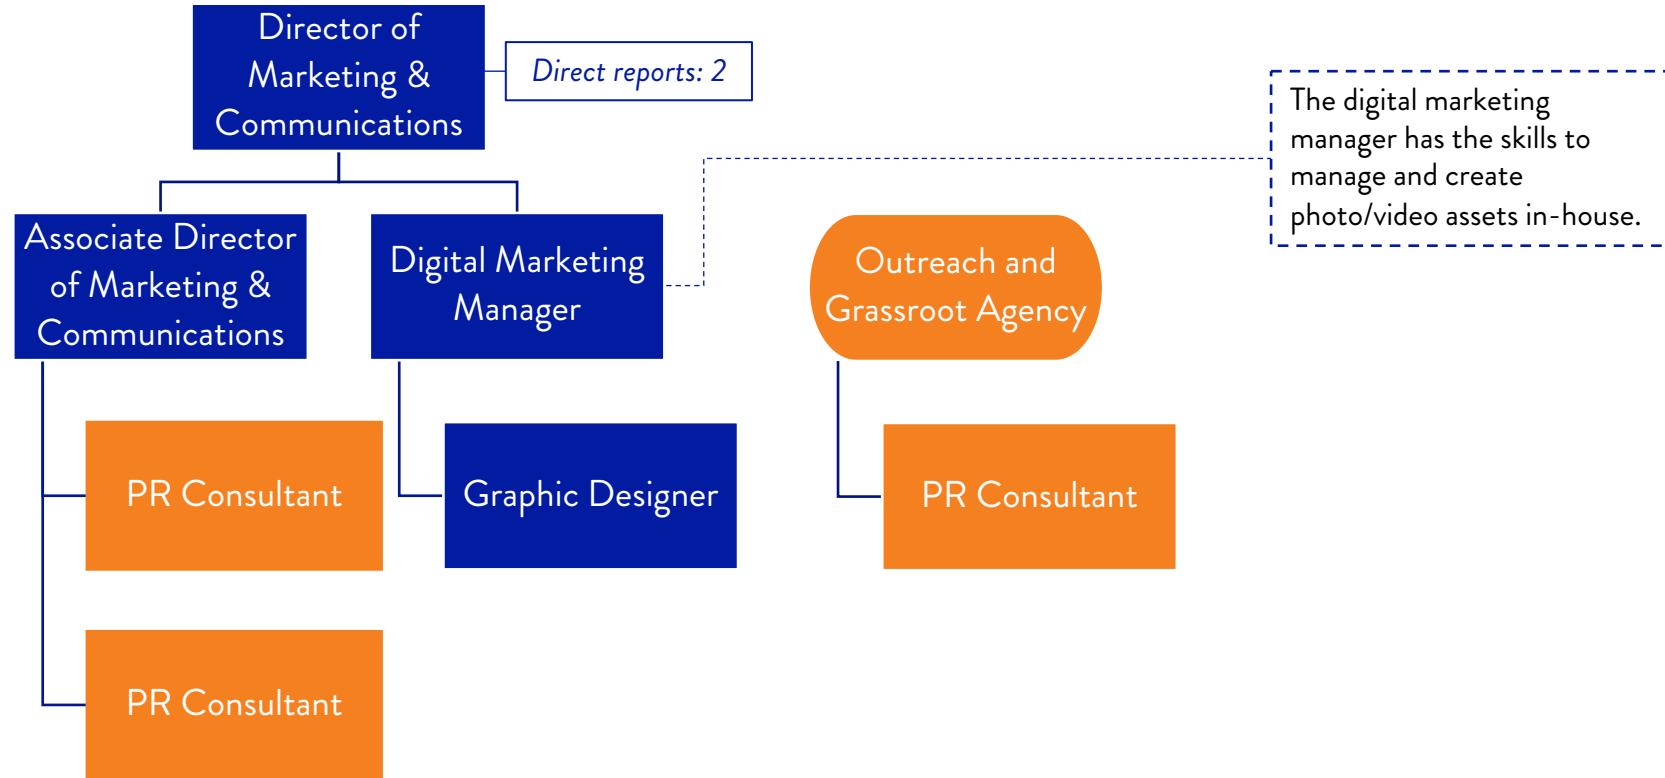 Director of
Marketing &
Communications
Direct reports: 2
The digital marketing
manager has the skills to
manage and create
photo/video assets in-house.
Associate Director
of Marketing &
Communications
Digital Marketing
Manager
Outreach and
Grassroot Agency
PR Consultant
Graphic Designer
PR Consultant
PR Consultant